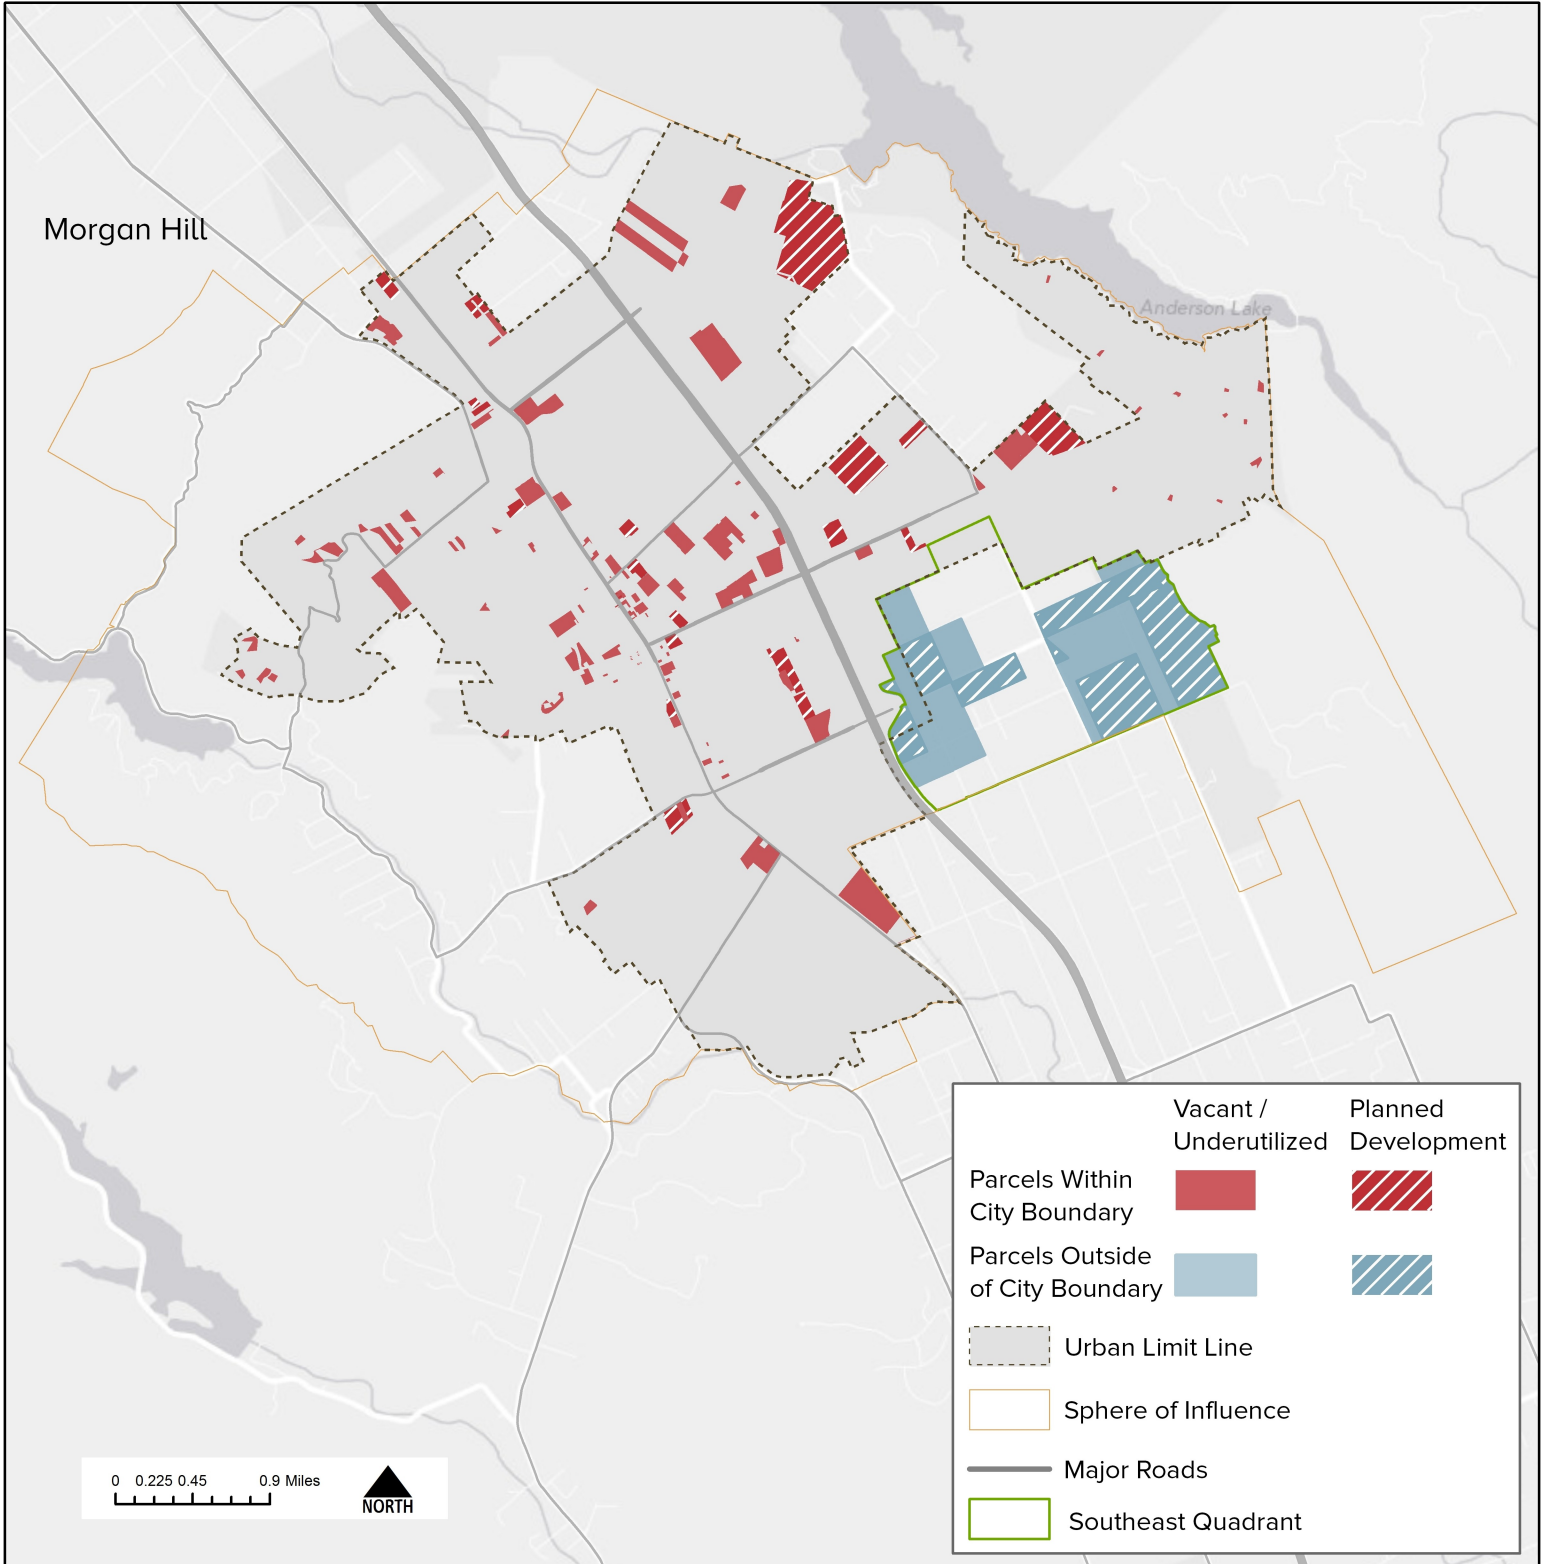 Morgan Hill
Anderson Lake
Vacant /
Underutilized
Planned
Development
Parcels Within
City Boundary
Parcels Outside
of City Boundary
Urban Limit Line
Sphere of Influence
Major Roads
Southeast Quadrant
0 0.225 0.45 0.9 Miles
NORTH